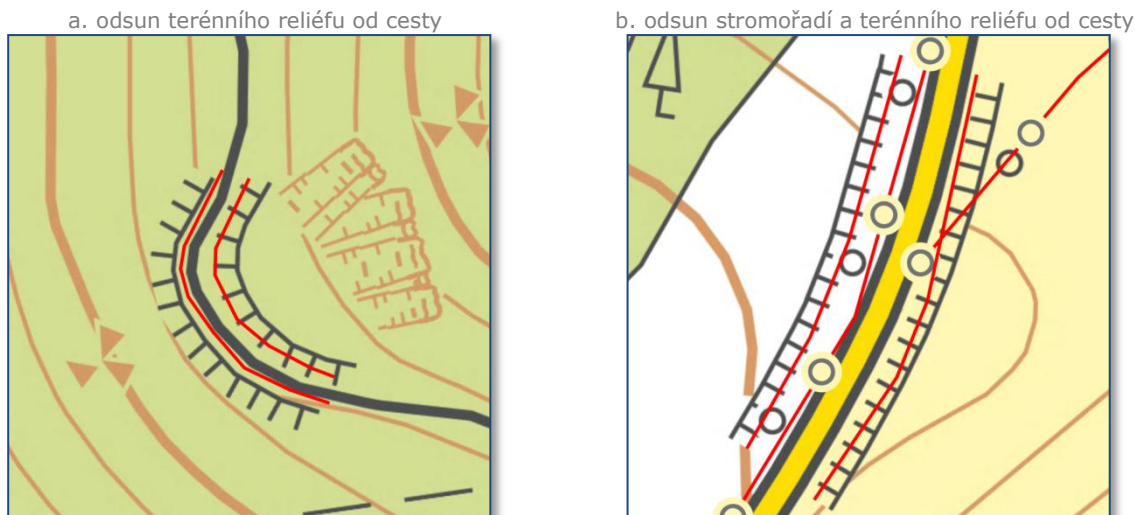 a. odsun terénního reliéfu od cesty
b. odsun stromořadí a terénního reliéfu od cesty